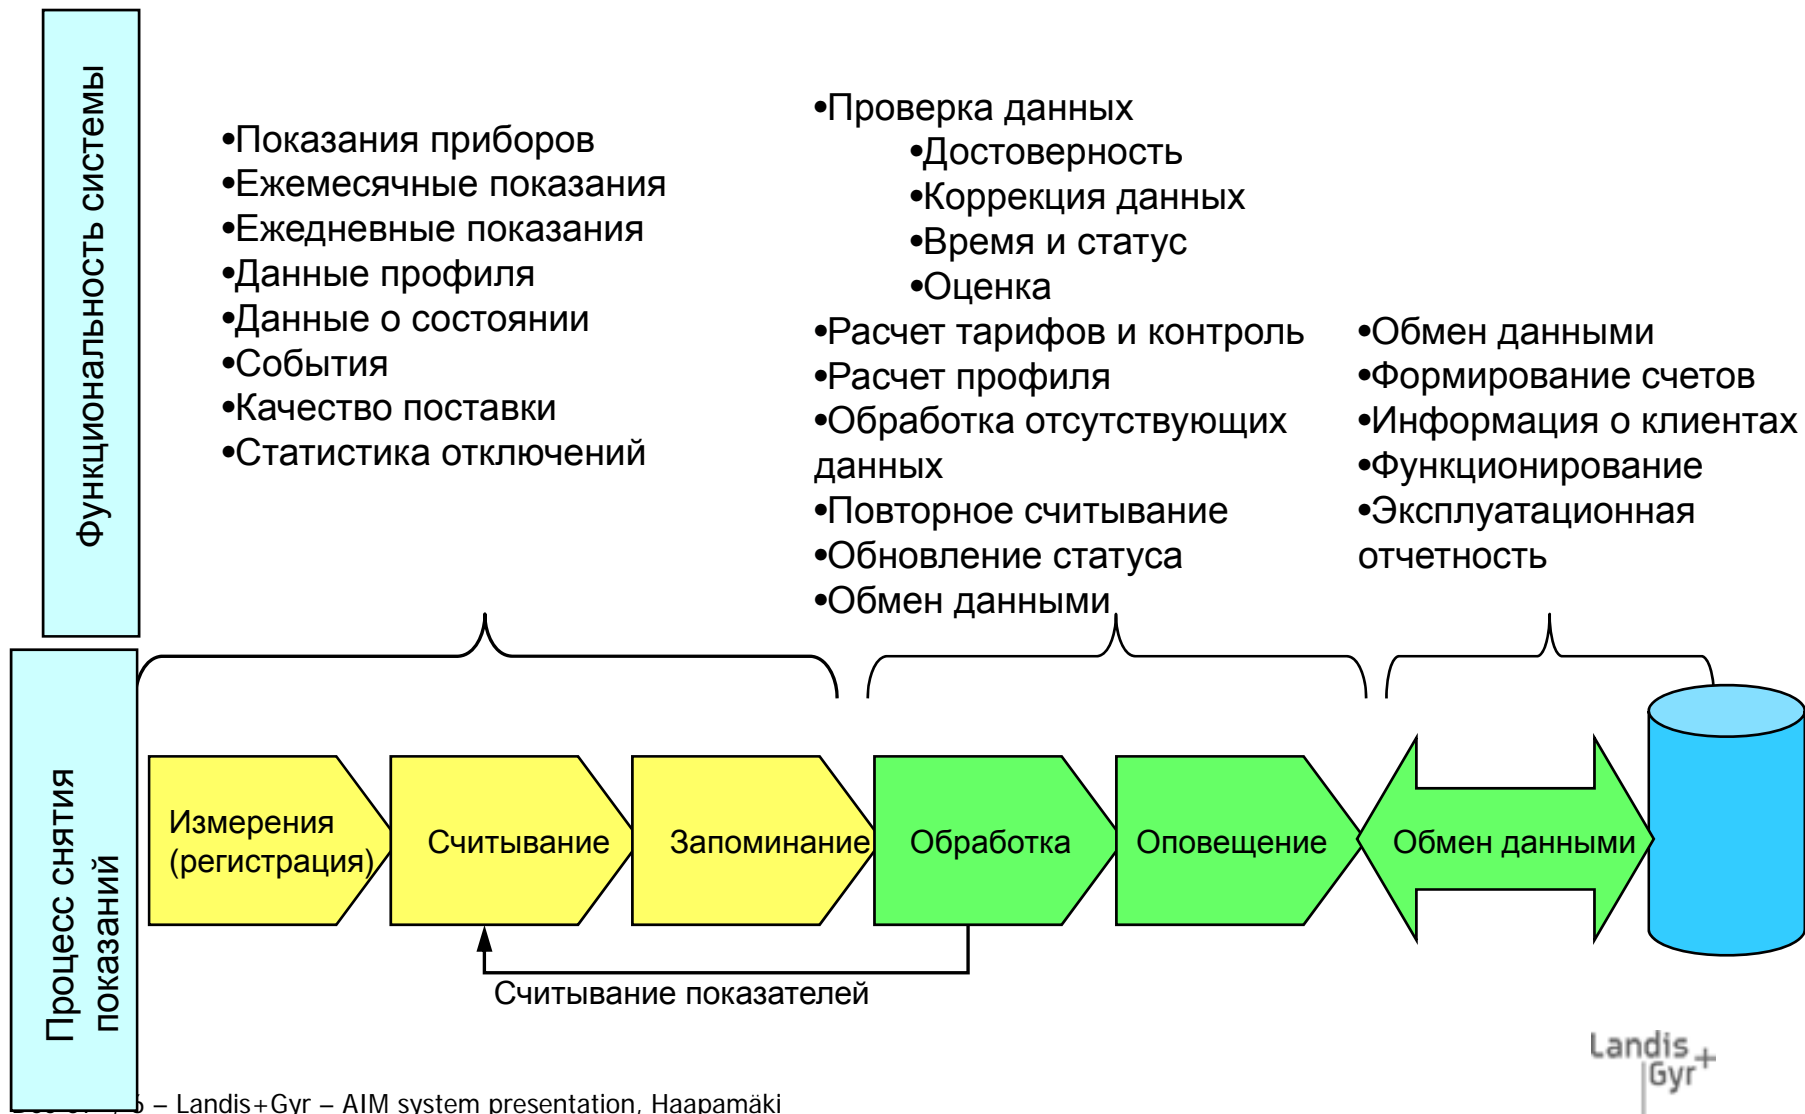 Функциональность системы
•Показания приборов
•Ежемесячные показания
•Ежедневные показания
•Данные профиля
•Данные о состоянии
•События
•Качество поставки
•Статистика отключений
•Проверка данных
•Достоверность
•Коррекция данных
•Время и статус
•Оценка
•Расчет тарифов и контроль
•Расчет профиля
•Обработка отсутствующих
данных
•Повторное считывание
•Обновление статуса
•Обмен данными
•Обмен данными
•Формирование счетов
•Информация о клиентах
•Функционирование
•Эксплуатационная
отчетность
Процесс снятия
показаний
Измерения
(регистрация)
Считывание
Запоминание
Обработка
Оповещение
Обмен данными
Считывание показателей
Landis
Gyr+
– Landis+Gyr – AIM system presentation, Haapamäki